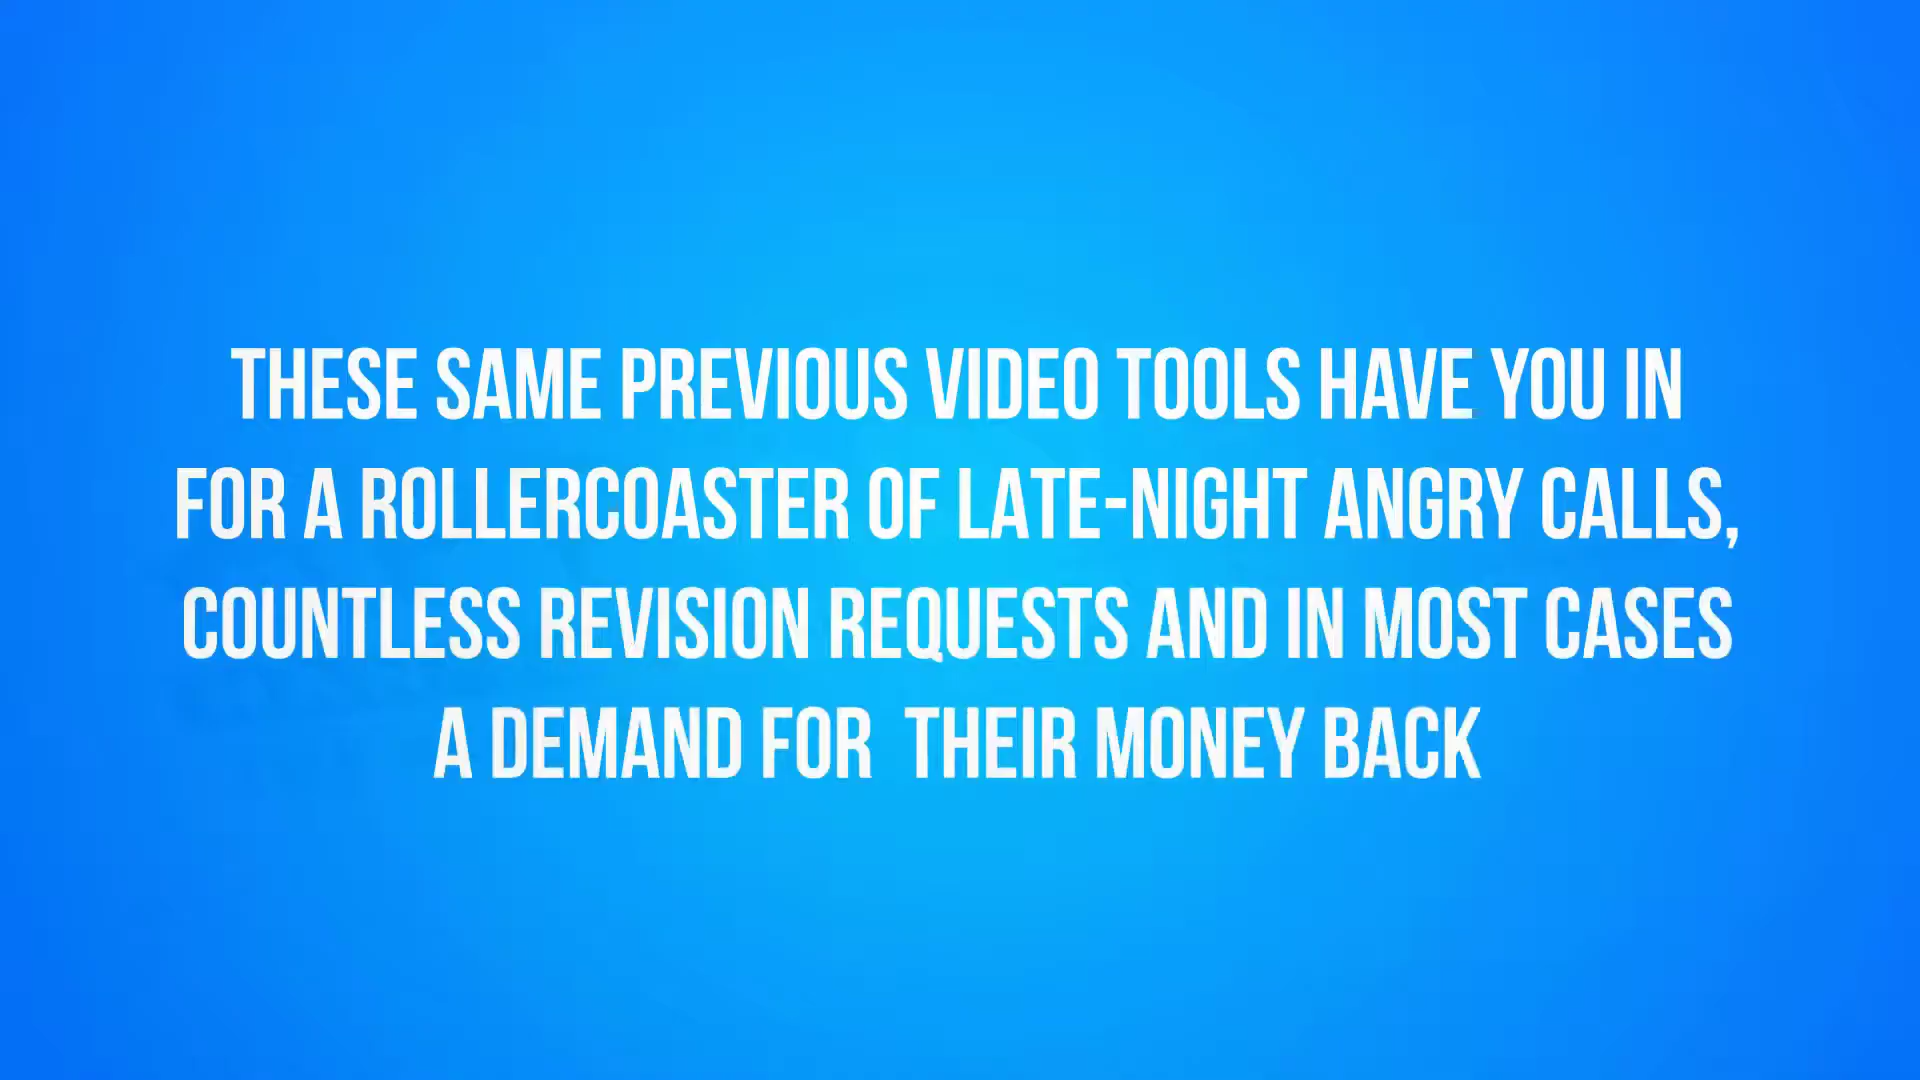 THESE SAME PREVIOUS VIDEO TOOLS HAVE YOU IN
FOR A ROLLERCOASTER OF LATE-NIGHT ANGRY CALLS,
COUNTLESS REVISION REQUESTS AND IN MOST CASES
A DEMAND FOR  THEIR MONEY BACK